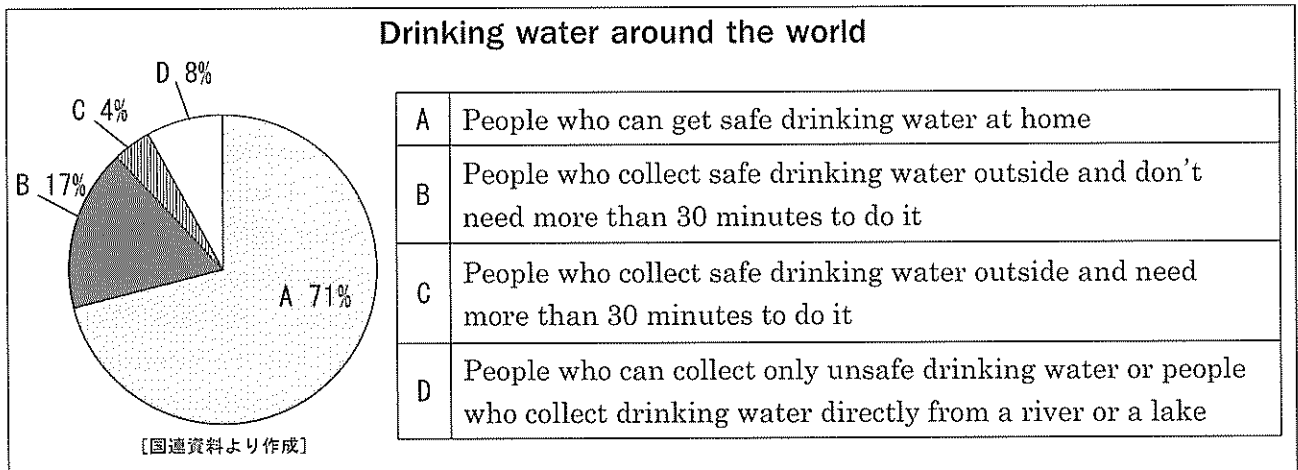 Drinking water around the world
D 8%
C 4%
B 17%
A 71%
[国連資料より作成]
A People who can get safe drinking water at home
B People who collect safe drinking water outside and don't
need more than 30 minutes to do it
C People who collect safe drinking water outside and need
more than 30 minutes to do it
D People who can collect only unsafe drinking water or people
who collect drinking water directly from a river or a lake